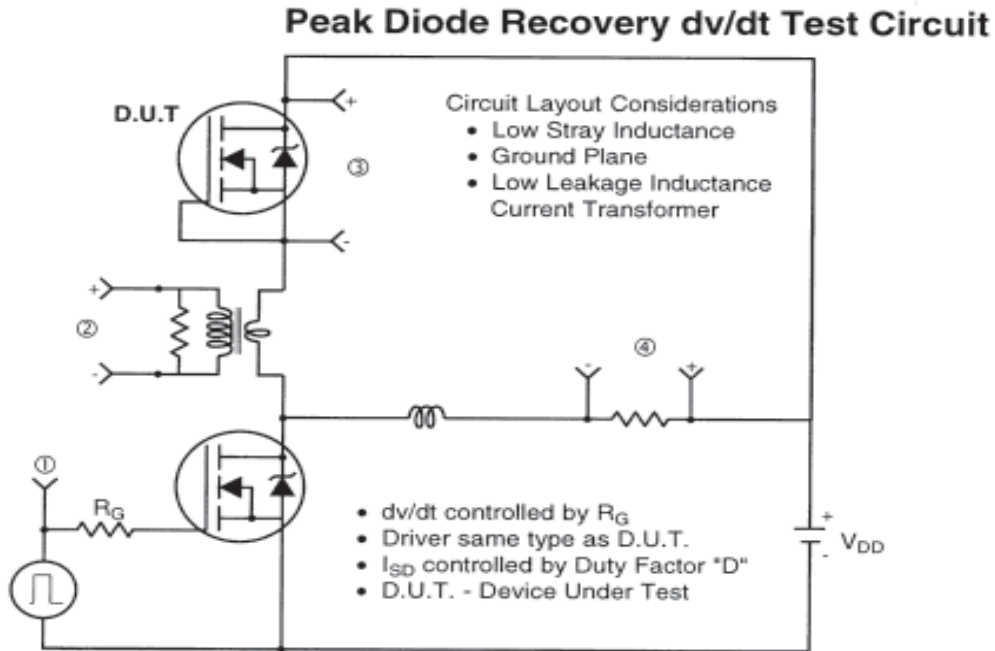 Peak Diode Recovery dv/dt Test Circuit
D.U.T
+
③
-
Circuit Layout Considerations
• Low Stray Inductance
• Ground Plane
• Low Leakage Inductance
Current Transformer
+
②
-
④
- +
①
R_G
• dv/dt controlled by R_G
• Driver same type as D.U.T.
• I_SD controlled by Duty Factor "D"
• D.U.T. - Device Under Test
+
V_DD
-